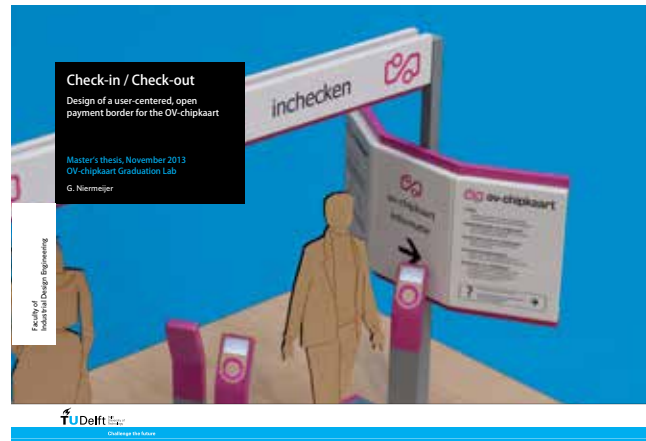 Check-in / Check-out
Design of a user-centered, open
payment border for the OV-chipkaart
Master's thesis, November 2013
OV-chipkaart Graduation Lab
G. Niermeijer
Faculty of
Industrial Design Engineering
inchecken
ov-chipkaart
informatie
ov-chipkaart
?
TUDelft
Challenge the future